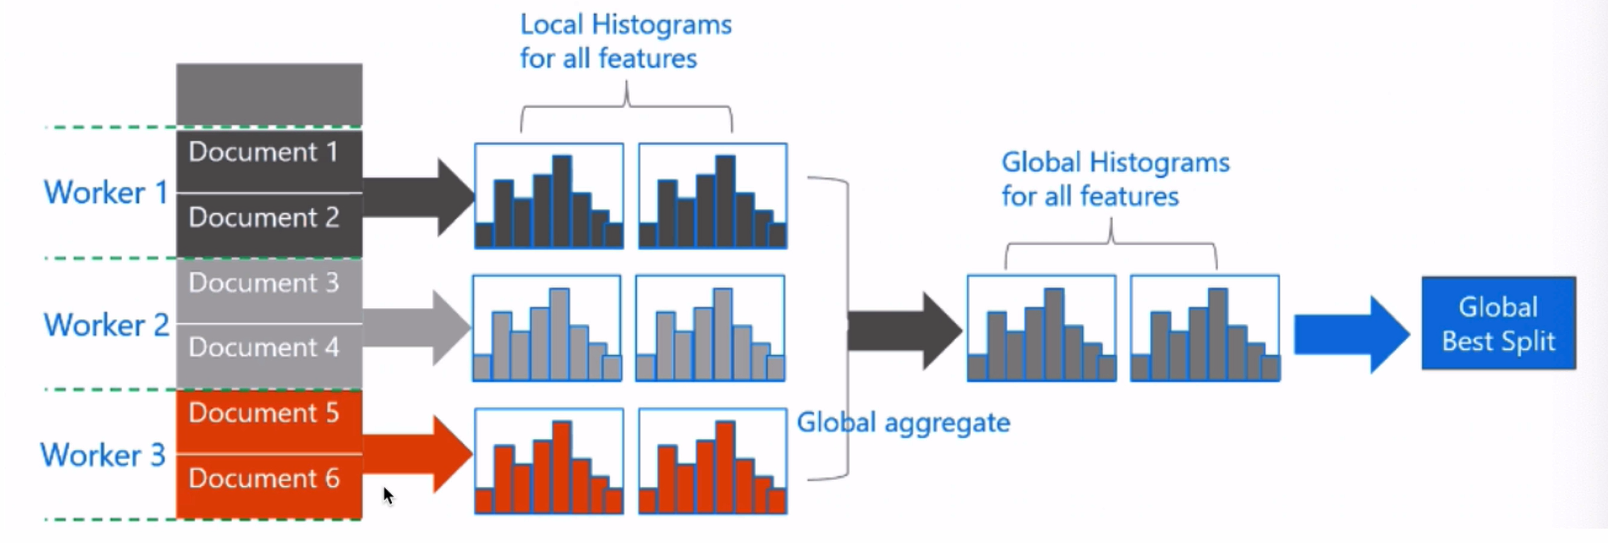 Local Histograms
for all features
Document 1
Worker 1
Document 2
Document 3
Worker 2
Document 4
Document 5
Worker 3
Document 6
Global aggregate
Global Histograms
for all features
Global
Best Split